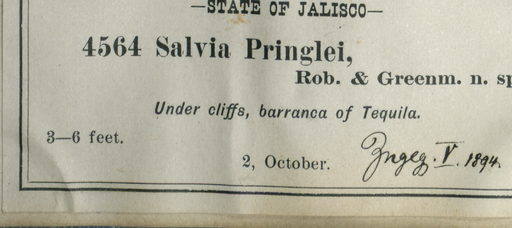 —STATE OF JALISCO—
4564 Salvia Pringlei,
Rob. & Greenm. n. sp
Under cliffs, barranca of Tequila.
3—6 feet.
2, October.
Zngeg. V. 1894.